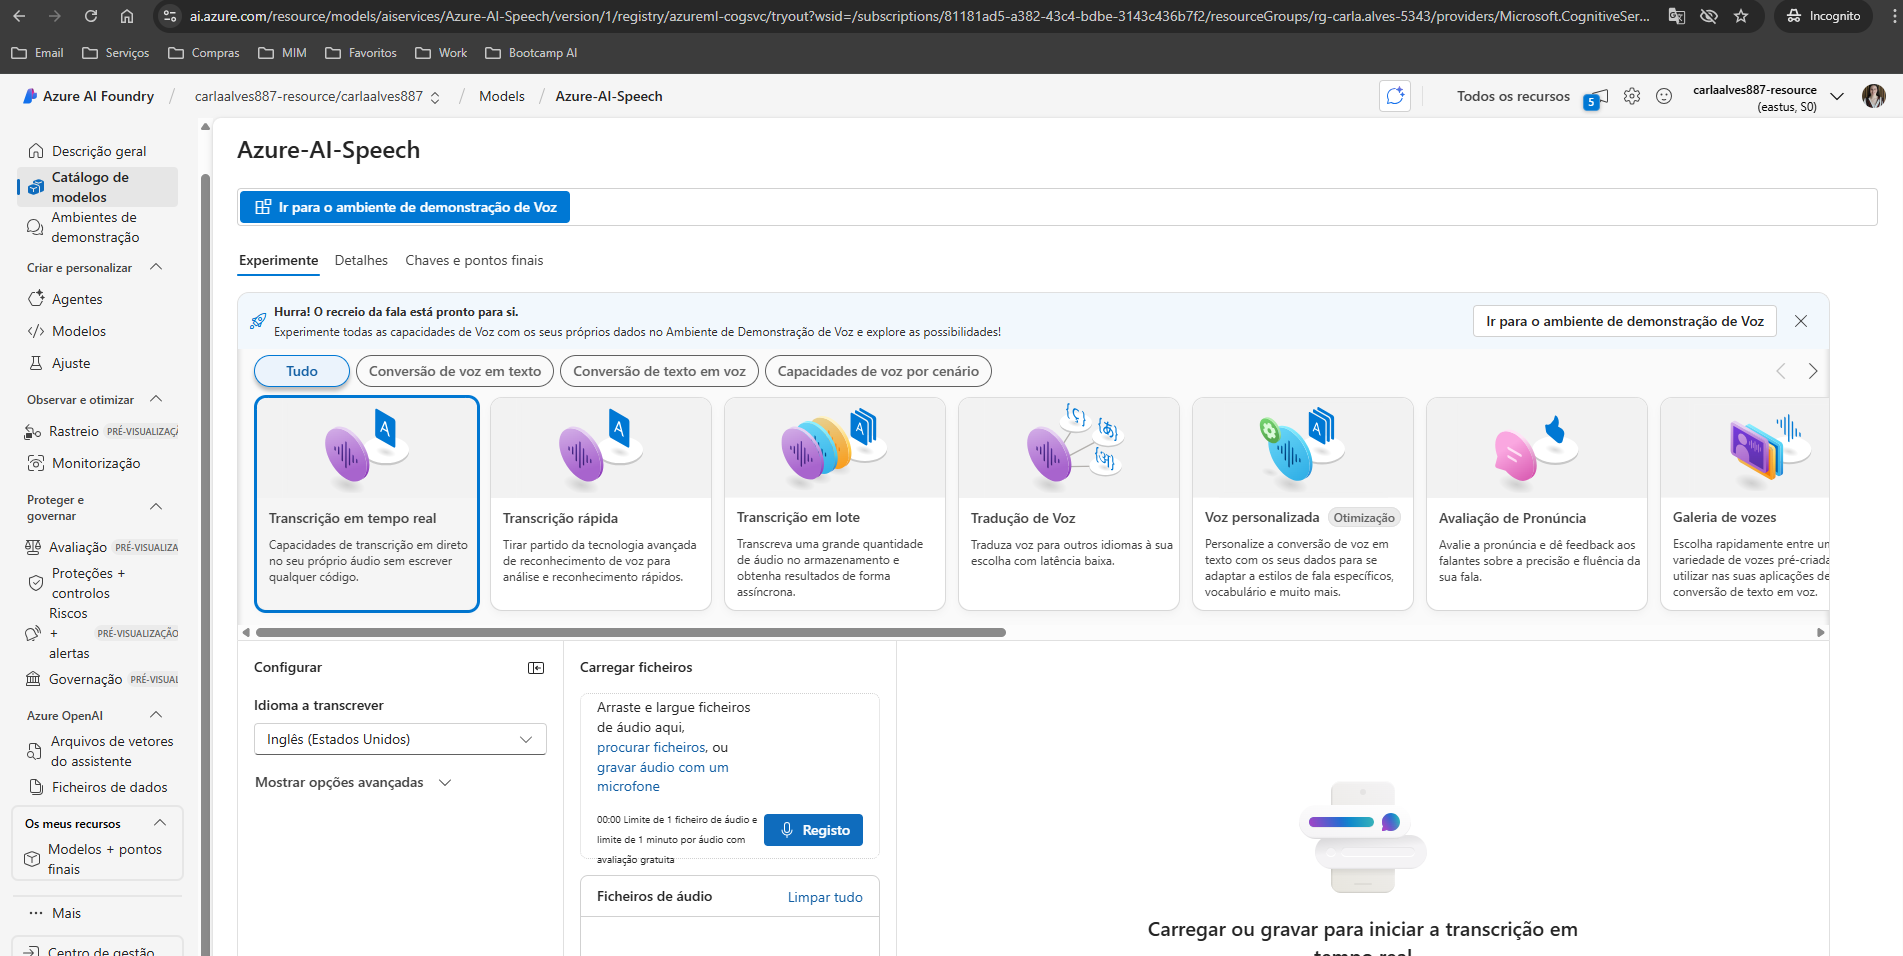 ai.azure.com/resource/models/aiservices/Azure-AI-Speech/version/1/registry/azureml-cogsvc/tryout?wsid=/subscriptions/81181ad5-a382-43c4-bdbe-3143c436b7f2/resourceGroups/rg-carla.alves-5343/providers/Microsoft.CognitiveSer...
Incognito
Email
Serviços
Compras
MIM
Favoritos
Work
Bootcamp AI
Azure AI Foundry / carlaalves887-resource/carlaalves887 / Models / Azure-AI-Speech
Todos os recursos
5
carlaalves887-resource
(eastus, S0)
Descrição geral
Catálogo de
modelos
Ambientes de
demonstração
Criar e personalizar
Agentes
Modelos
Ajuste
Observar e otimizar
Rastreio PRÉ-VISUALIZAÇÃ
Monitorização
Proteger e
governar
Avaliação PRÉ-VISUALIZA
Proteções +
controlos
Riscos
+ PRÉ-VISUALIZAÇÃO
alertas
Governação PRÉ-VISUAL
Azure OpenAI
Arquivos de vetores
do assistente
Ficheiros de dados
Os meus recursos
Modelos + pontos
finais
Mais
Centro de gestão
Azure-AI-Speech
Ir para o ambiente de demonstração de Voz
Experimente
Detalhes
Chaves e pontos finais
Hurra! O recreio da fala está pronto para si.
Experimente todas as capacidades de Voz com os seus próprios dados no Ambiente de Demonstração de Voz e explore as possibilidades!
Ir para o ambiente de demonstração de Voz
Tudo
Conversão de voz em texto
Conversão de texto em voz
Capacidades de voz por cenário
Transcrição em tempo real
Capacidades de transcrição em direto
no seu próprio áudio sem escrever
qualquer código.
Transcrição rápida
Tirar partido da tecnologia avançada
de reconhecimento de voz para
análise e reconhecimento rápidos.
Transcrição em lote
Transcreva uma grande quantidade
de áudio no armazenamento e
obtenha resultados de forma
assíncrona.
Tradução de Voz
Traduza voz para outros idiomas à sua
escolha com latência baixa.
Voz personalizada Otimização
Personalize a conversão de voz em
texto com os seus dados para se
adaptar a estilos de fala específicos,
vocabulário e muito mais.
Avaliação de Pronúncia
Avalie a pronúncia e dê feedback aos
falantes sobre a precisão e fluência da
sua fala.
Galeria de vozes
Escolha rapidamente entre un
variedade de vozes pré-criada
utilizar nas suas aplicações de
conversão de texto em voz.
Configurar
Idioma a transcrever
Inglês (Estados Unidos)
Mostrar opções avançadas
Carregar ficheiros
Arraste e largue ficheiros
de áudio aqui,
procurar ficheiros, ou
gravar áudio com um
microfone
00:00 Limite de 1 ficheiro de áudio e
limite de 1 minuto por áudio com
avaliação gratuita
Registo
Ficheiros de áudio
Limpar tudo
Carregar ou gravar para iniciar a transcrição em
tempo real